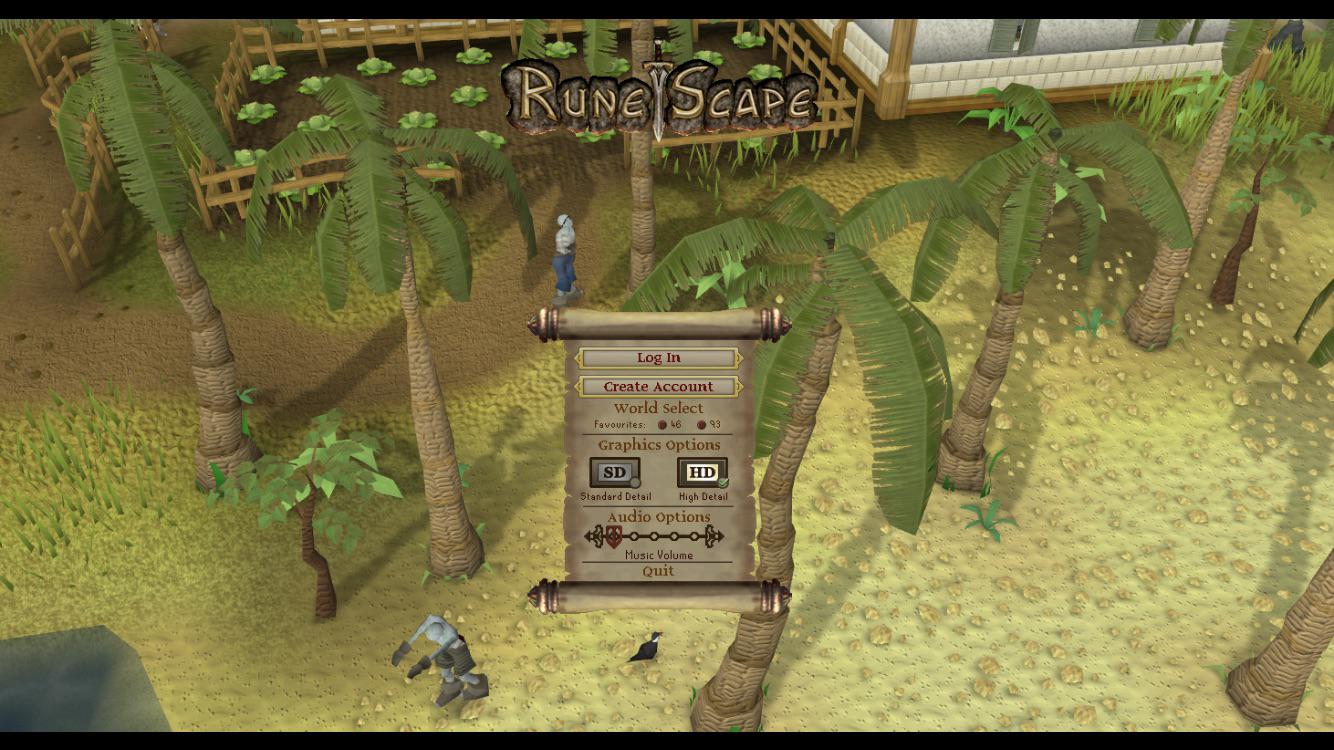 RuneScape
Log In
Create Account
World Select
Favourites: 46 93
Graphics Options
SD HD
Standard Detail High Detail
Audio Options
Music Volume
Quit